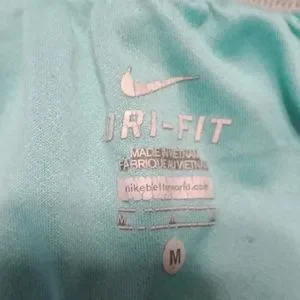 DRI-FIT
MADE IN VIETNAM
FABRIQUE AU VIETNAM
nikebetterworld.com
M
M